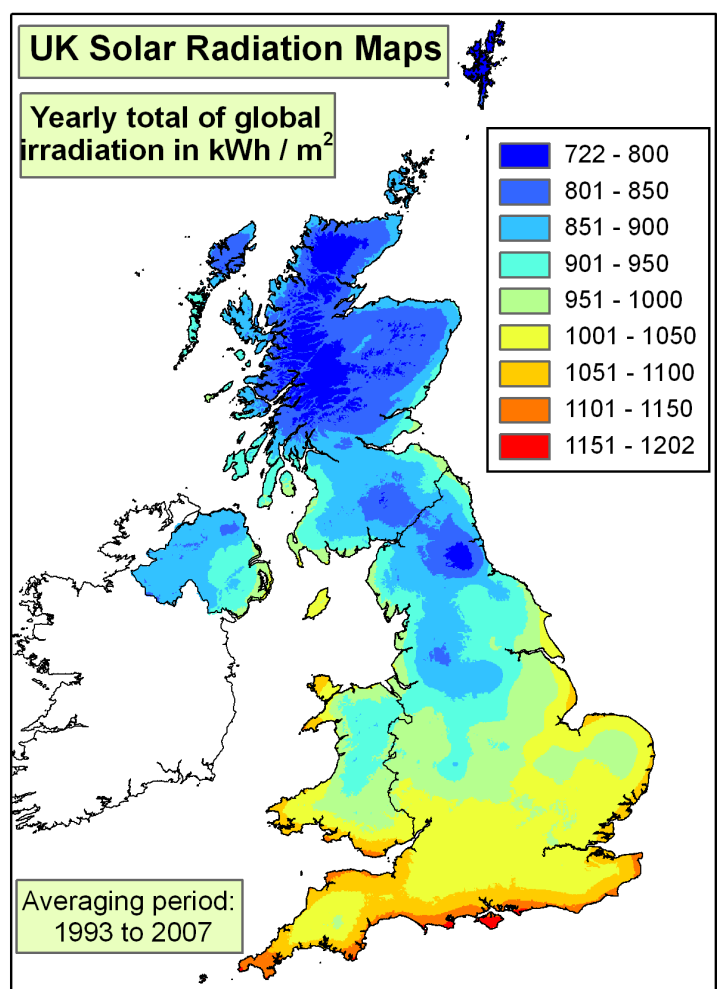 UK Solar Radiation Maps
Yearly total of global
irradiation in kWh / m²
722 - 800
801 - 850
851 - 900
901 - 950
951 - 1000
1001 - 1050
1051 - 1100
1101 - 1150
1151 - 1202
Averaging period:
1993 to 2007